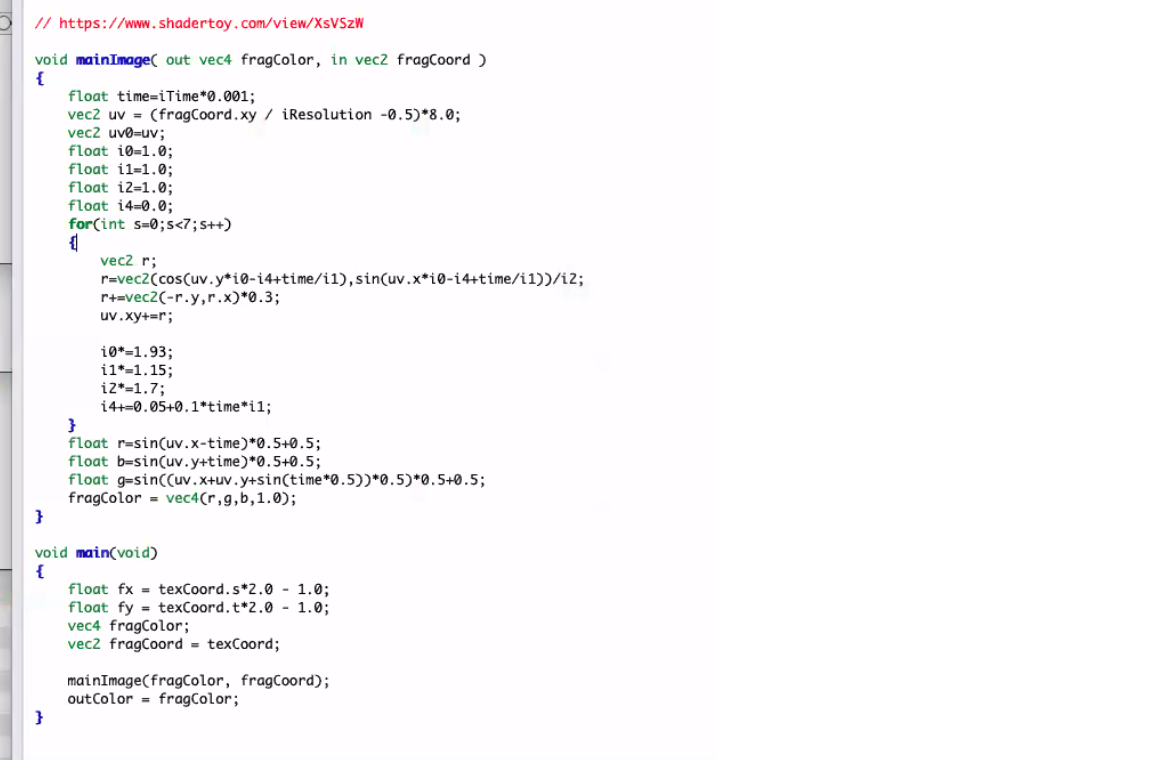 // https://www.shadertoy.com/view/XsVSzW
void mainImage( out vec4 fragColor, in vec2 fragCoord )
{
float time=iTime*0.001;
vec2 uv = (fragCoord.xy / iResolution -0.5)*8.0;
vec2 uv0=uv;
float i0=1.0;
float i1=1.0;
float i2=1.0;
float i4=0.0;
for(int s=0;s<7;s++)
{
vec2 r;
r=vec2(cos(uv.y*i0-i4+time/i1),sin(uv.x*i0-i4+time/i1))/i2;
r+=vec2(-r.y,r.x)*0.3;
uv.xy+=r;
i0*=1.93;
i1*=1.15;
i2*=1.7;
i4+=0.05+0.1*time*i1;
}
float r=sin(uv.x-time)*0.5+0.5;
float b=sin(uv.y+time)*0.5+0.5;
float g=sin((uv.x+uv.y+sin(time*0.5))*0.5)*0.5+0.5;
fragColor = vec4(r,g,b,1.0);
}
void main(void)
{
float fx = texCoord.s*2.0 - 1.0;
float fy = texCoord.t*2.0 - 1.0;
vec4 fragColor;
vec2 fragCoord = texCoord;
mainImage(fragColor, fragCoord);
outColor = fragColor;
}